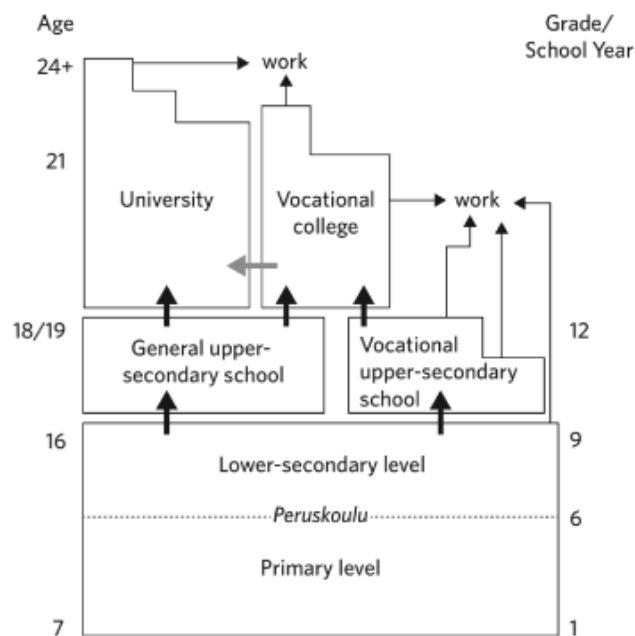 Age
Grade/
School Year
24+
work
21
University
Vocational
college
work
18/19
General upper-
secondary school
Vocational
upper-secondary
school
12
16
Lower-secondary level
9
Peruskoulu
6
Primary level
7
1